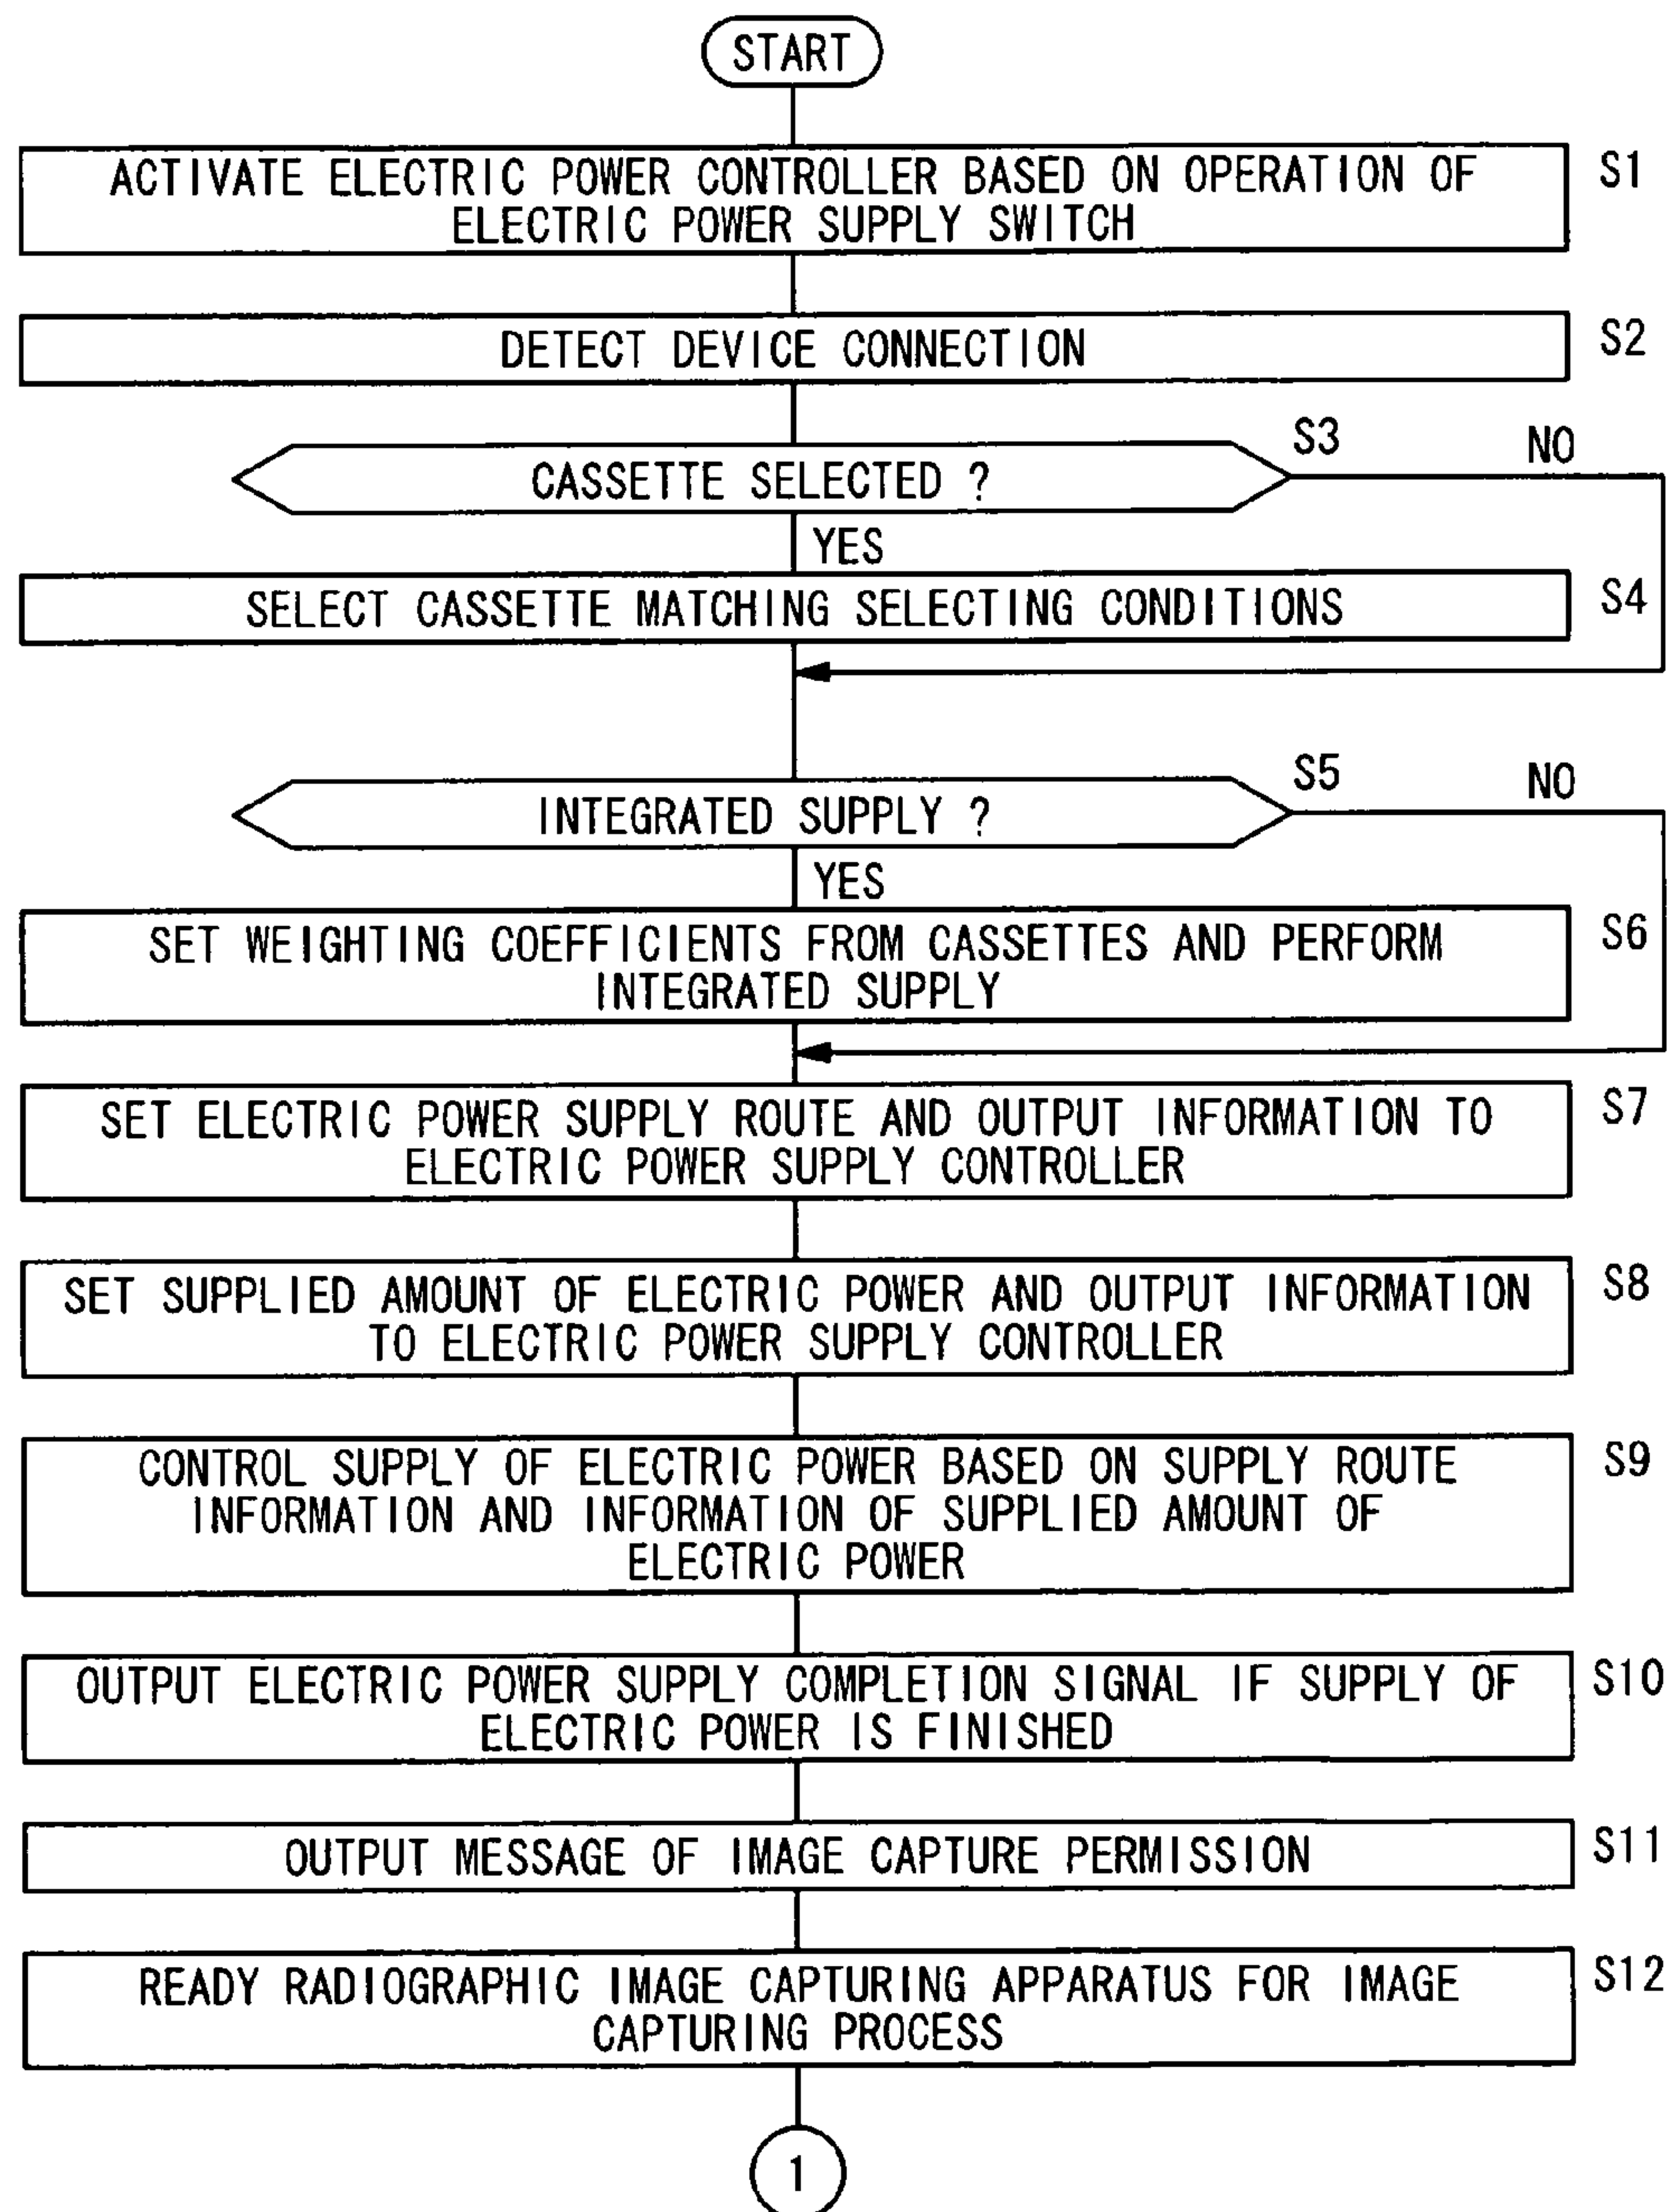 START
S1
ACTIVATE ELECTRIC POWER CONTROLLER BASED ON OPERATION OF
ELECTRIC POWER SUPPLY SWITCH
S2
DETECT DEVICE CONNECTION
S3
NO
CASSETTE SELECTED ?
YES
S4
SELECT CASSETTE MATCHING SELECTING CONDITIONS
S5
NO
INTEGRATED SUPPLY ?
YES
S6
SET WEIGHTING COEFFICIENTS FROM CASSETTES AND PERFORM
INTEGRATED SUPPLY
S7
SET ELECTRIC POWER SUPPLY ROUTE AND OUTPUT INFORMATION TO
ELECTRIC POWER SUPPLY CONTROLLER
S8
SET SUPPLIED AMOUNT OF ELECTRIC POWER AND OUTPUT INFORMATION
TO ELECTRIC POWER SUPPLY CONTROLLER
S9
CONTROL SUPPLY OF ELECTRIC POWER BASED ON SUPPLY ROUTE
INFORMATION AND INFORMATION OF SUPPLIED AMOUNT OF
ELECTRIC POWER
S10
OUTPUT ELECTRIC POWER SUPPLY COMPLETION SIGNAL IF SUPPLY OF
ELECTRIC POWER IS FINISHED
S11
OUTPUT MESSAGE OF IMAGE CAPTURE PERMISSION
S12
READY RADIOGRAPHIC IMAGE CAPTURING APPARATUS FOR IMAGE
CAPTURING PROCESS
1